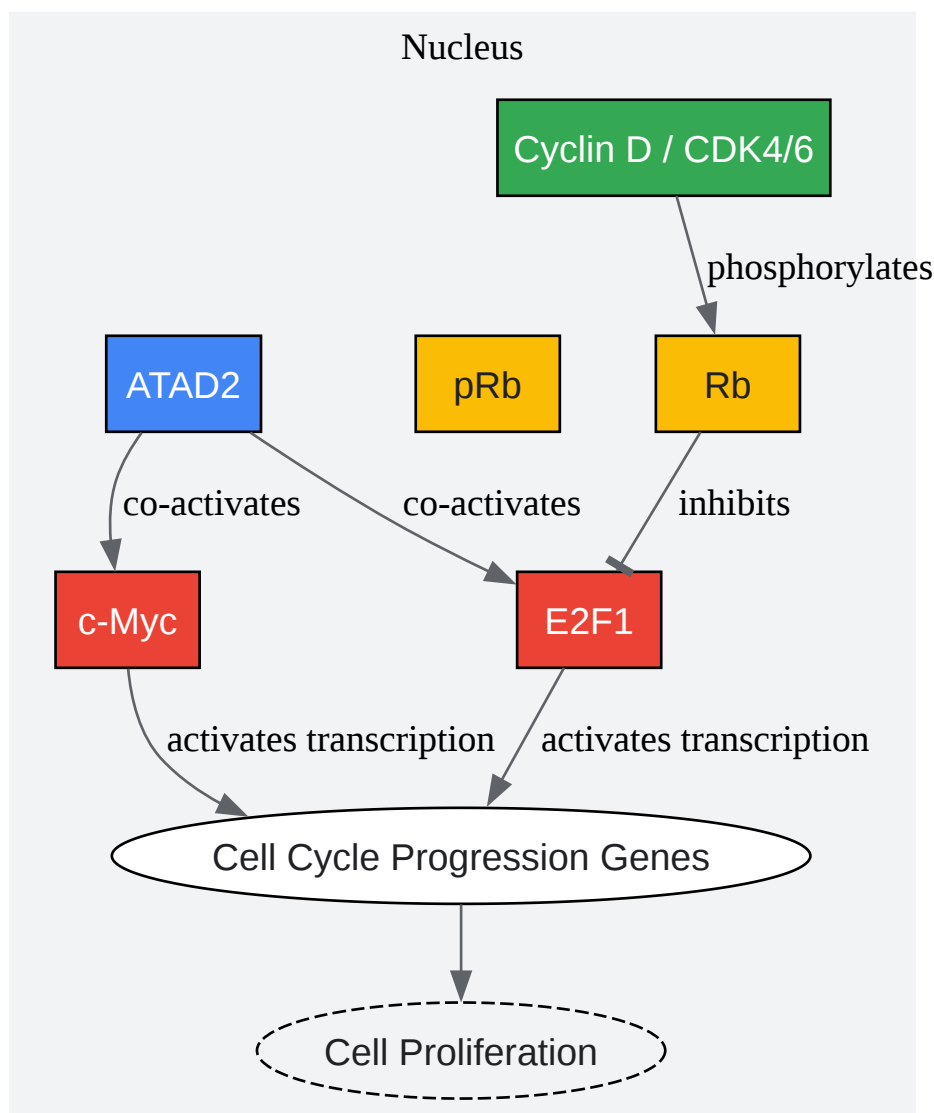 Nucleus
Cyclin D / CDK4/6
phosphorylates
ATAD2
pRb
Rb
co-activates
co-activates
inhibits
c-Myc
E2F1
activates transcription
activates transcription
Cell Cycle Progression Genes
Cell Proliferation